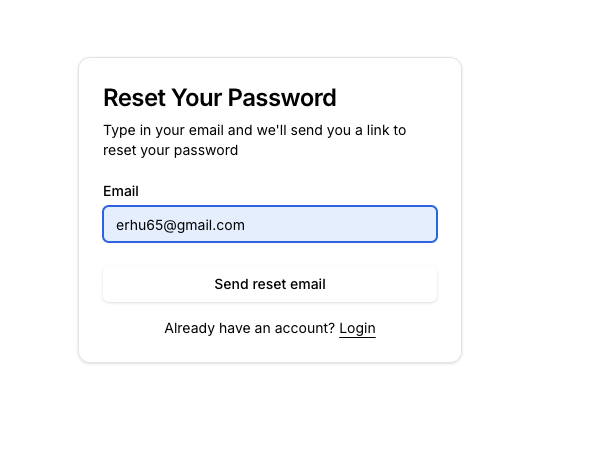 Reset Your Password
Type in your email and we'll send you a link to
reset your password
Email
erhu65@gmail.com
Send reset email
Already have an account? Login